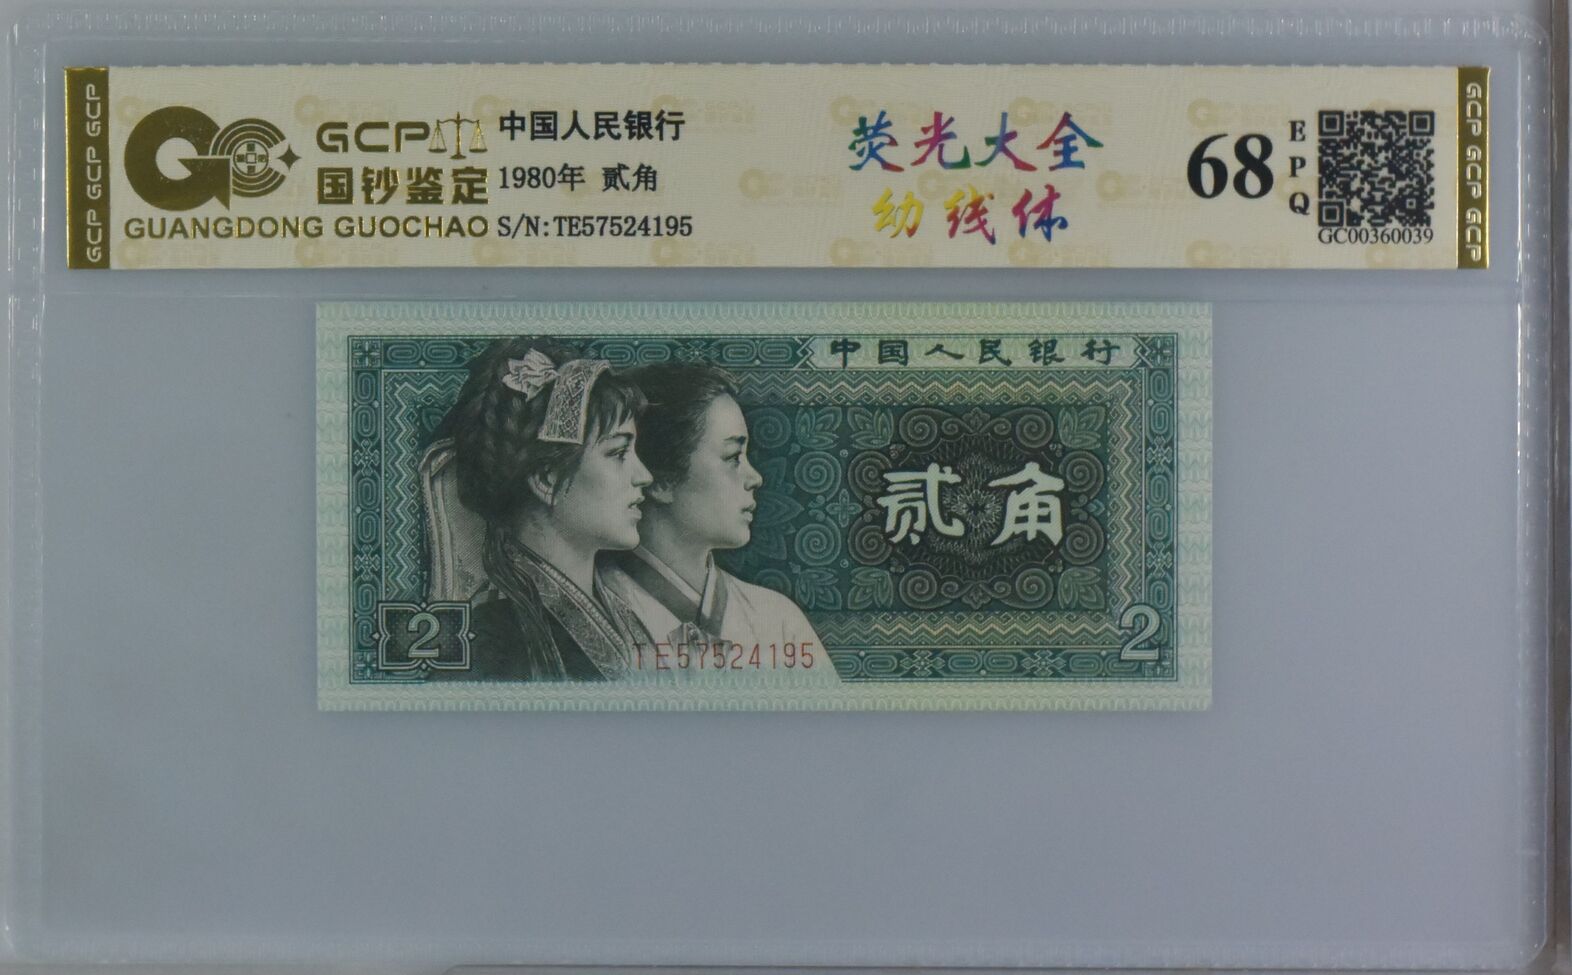 GCP GCP GCP
GCP
国钞鉴定
GUANGDONG GUOCHAO
中国人民银行
1980年 贰角
S/N:TE57524195
荧光大全
幼线体
68
EPQ
GC00360039
GCP GCP GCP
中国人民银行
贰角
2
TE57524195
2